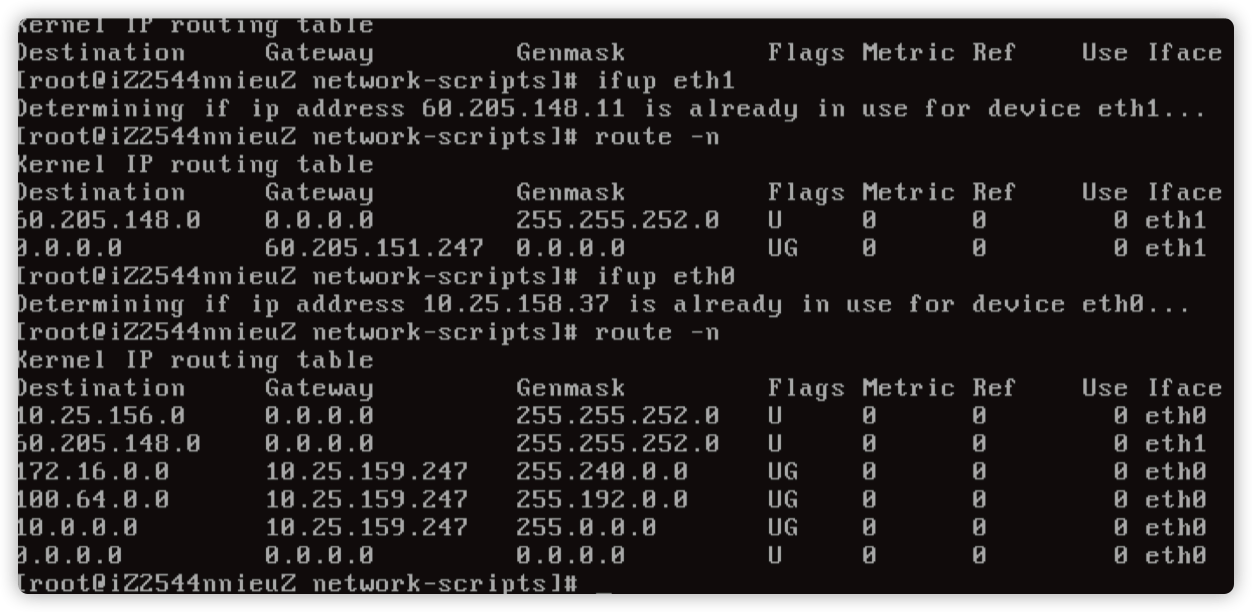 Kernel IP routing table
Destination     Gateway         Genmask         Flags Metric Ref    Use Iface
[root@iZ2544nnieuZ network-scripts]# ifup eth1
Determining if ip address 60.205.148.11 is already in use for device eth1...
[root@iZ2544nnieuZ network-scripts]# route -n
Kernel IP routing table
Destination     Gateway         Genmask         Flags Metric Ref    Use Iface
60.205.148.0    0.0.0.0         255.255.252.0   U     0      0        0 eth1
0.0.0.0         60.205.151.247  0.0.0.0         UG    0      0        0 eth1
[root@iZ2544nnieuZ network-scripts]# ifup eth0
Determining if ip address 10.25.158.37 is already in use for device eth0...
[root@iZ2544nnieuZ network-scripts]# route -n
Kernel IP routing table
Destination     Gateway         Genmask         Flags Metric Ref    Use Iface
10.25.156.0     0.0.0.0         255.255.252.0   U     0      0        0 eth0
60.205.148.0    0.0.0.0         255.255.252.0   U     0      0        0 eth1
172.16.0.0      10.25.159.247   255.240.0.0     UG    0      0        0 eth0
100.64.0.0      10.25.159.247   255.192.0.0     UG    0      0        0 eth0
10.0.0.0        10.25.159.247   255.0.0.0       UG    0      0        0 eth0
0.0.0.0         0.0.0.0         0.0.0.0         U     0      0        0 eth0
[root@iZ2544nnieuZ network-scripts]# _